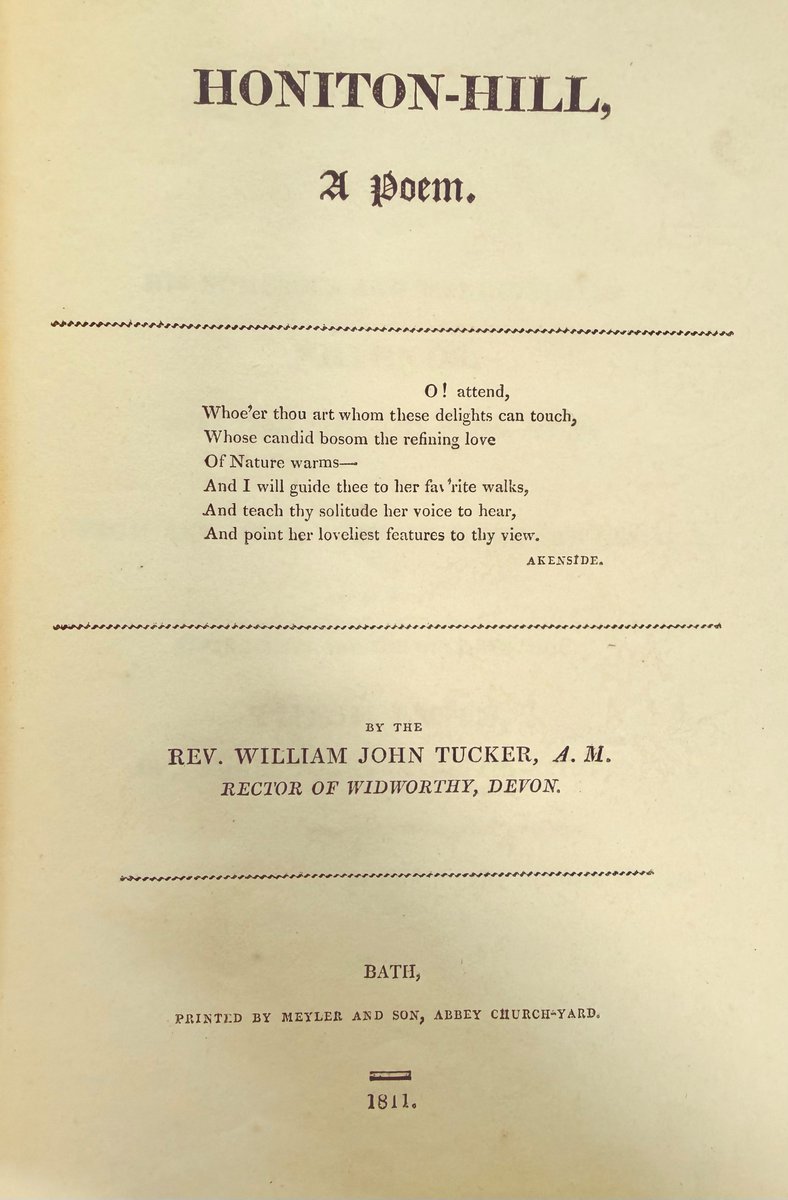 HONITON-HILL,
A Poem.
O! attend,
Whoe'er thou art whom these delights can touch,
Whose candid bosom the refining love
Of Nature warms—
And I will guide thee to her fav'rite walks,
And teach thy solitude her voice to hear,
And point her loveliest features to thy view.
AKENSIDE.
BY THE
REV. WILLIAM JOHN TUCKER, A. M.
RECTOR OF WIDWORTHY, DEVON.
BATH,
PRINTED BY MEYLER AND SON, ABBEY CHURCH-YARD.
1811.